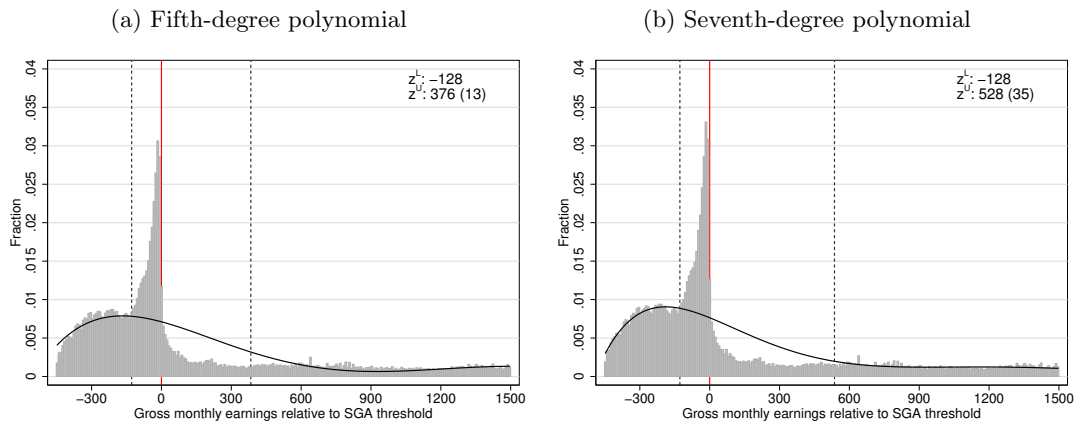 (a) Fifth-degree polynomial
z^L: −128
z^U: 376 (13)
Fraction
0 .005 .01 .015 .02 .025 .03 .035 .04
−300 0 300 600 900 1200 1500
Gross monthly earnings relative to SGA threshold
(b) Seventh-degree polynomial
z^L: −128
z^U: 528 (35)
Fraction
0 .005 .01 .015 .02 .025 .03 .035 .04
−300 0 300 600 900 1200 1500
Gross monthly earnings relative to SGA threshold